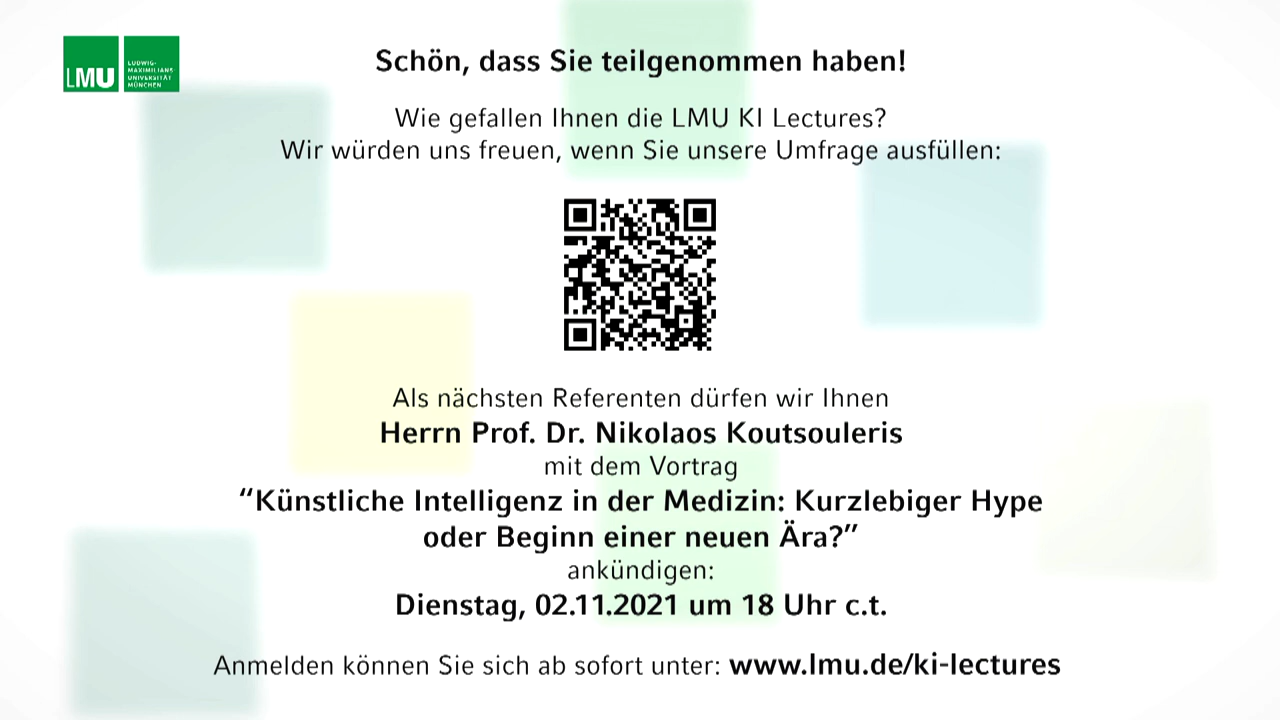 LMU
LUDWIG-
MAXIMILIANS-
UNIVERSITÄT
MÜNCHEN
Schön, dass Sie teilgenommen haben!
Wie gefallen Ihnen die LMU KI Lectures?
Wir würden uns freuen, wenn Sie unsere Umfrage ausfüllen:
Als nächsten Referenten dürfen wir Ihnen
Herrn Prof. Dr. Nikolaos Koutsouleris
mit dem Vortrag
“Künstliche Intelligenz in der Medizin: Kurzlebiger Hype
oder Beginn einer neuen Ära?”
ankündigen:
Dienstag, 02.11.2021 um 18 Uhr c.t.
Anmelden können Sie sich ab sofort unter: www.lmu.de/ki-lectures